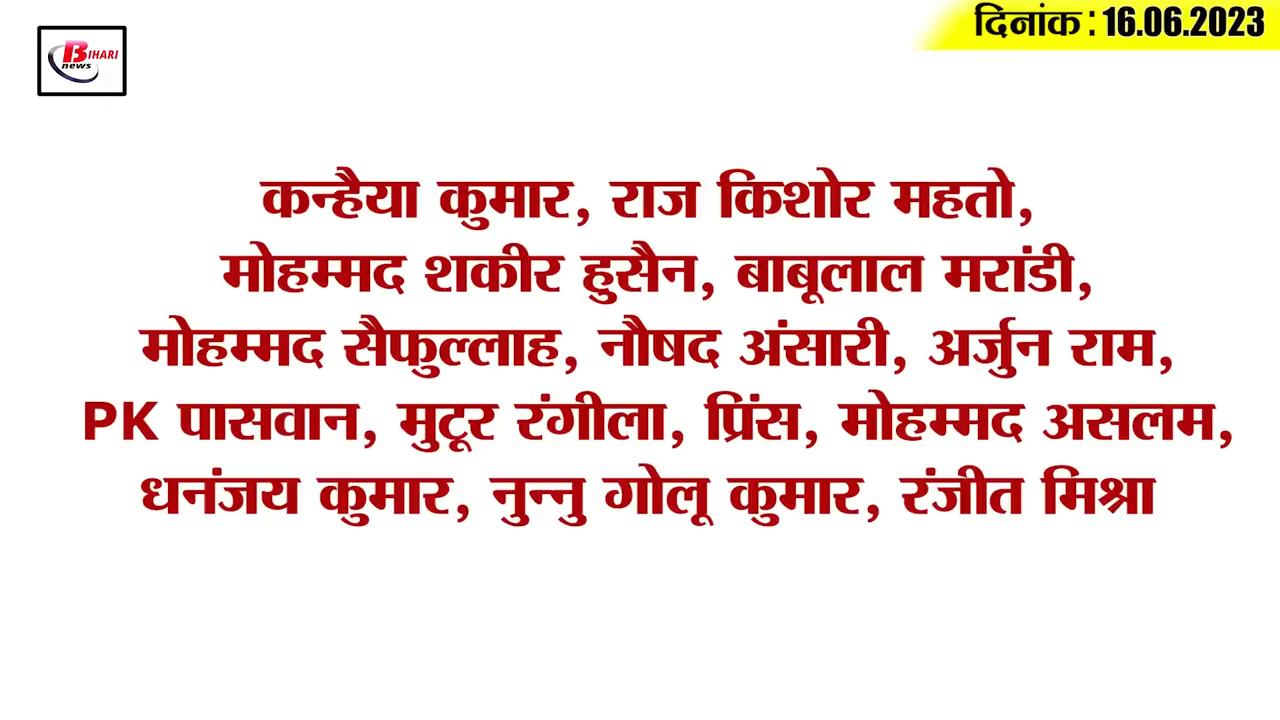 BIHARI
news
दिनांक : 16.06.2023
कन्हैया कुमार, राज किशोर महतो,
मोहम्मद शकीर हुसैन, बाबूलाल मरांडी,
मोहम्मद सैफुल्लाह, नौषद अंसारी, अर्जुन राम,
PK पासवान, मुटूर रंगीला, प्रिंस, मोहम्मद असलम,
धनंजय कुमार, नुन्नु गोलू कुमार, रंजीत मिश्रा